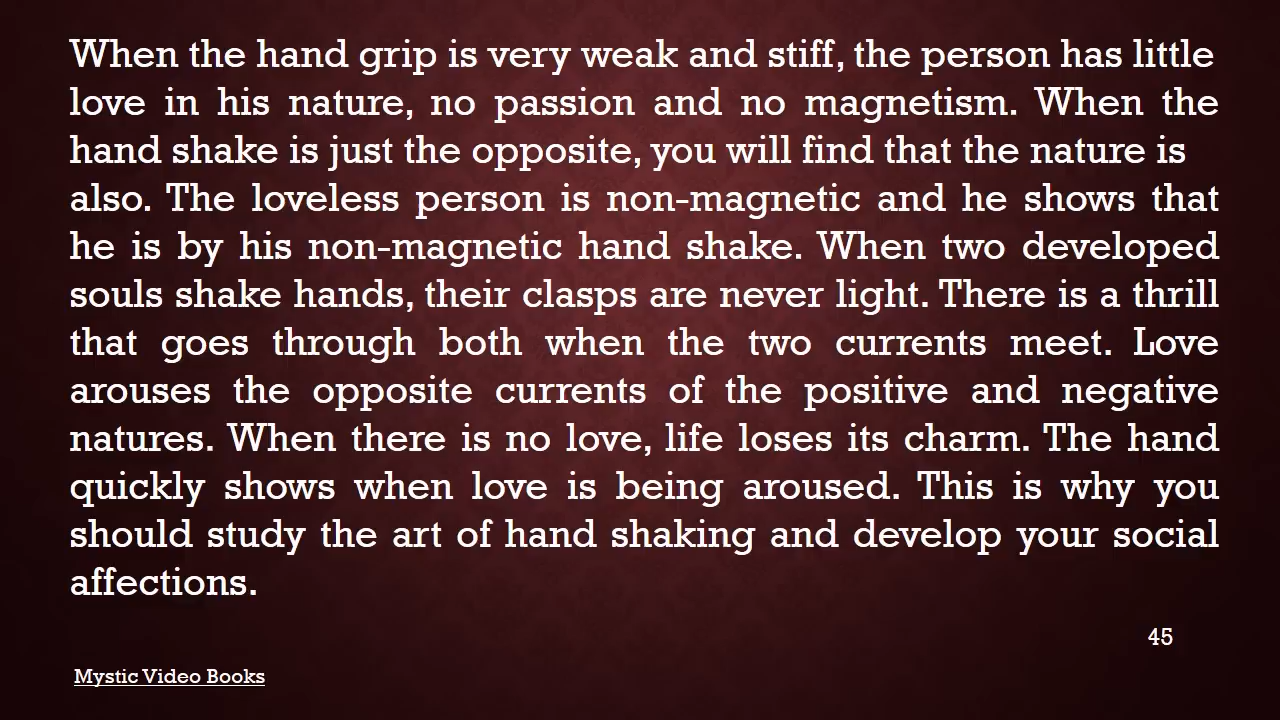 When the hand grip is very weak and stiff, the person has little
love in his nature, no passion and no magnetism. When the
hand shake is just the opposite, you will find that the nature is
also. The loveless person is non-magnetic and he shows that
he is by his non-magnetic hand shake. When two developed
souls shake hands, their clasps are never light. There is a thrill
that goes through both when the two currents meet. Love
arouses the opposite currents of the positive and negative
natures. When there is no love, life loses its charm. The hand
quickly shows when love is being aroused. This is why you
should study the art of hand shaking and develop your social
affections.
45
Mystic Video Books